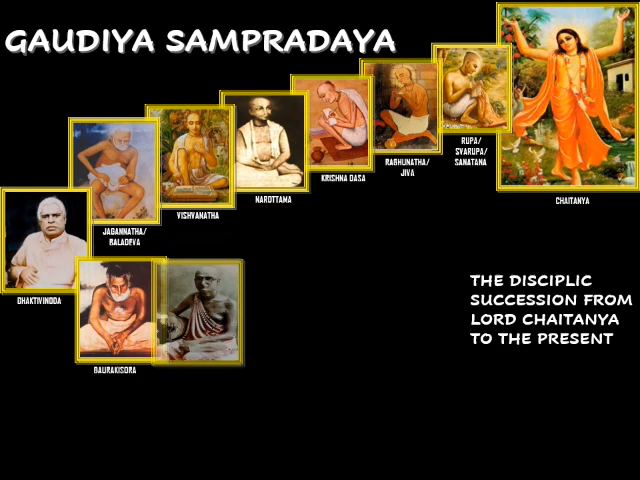 GAUDIYA SAMPRADAYA
CHAITANYA
RUPA/
SVARUPA/
SANATANA
RAGHUNATHA/
JIVA
KRISHNA DASA
NAROTTAMA
VISHVANATHA
JAGANNATHA/
BALADEVA
BHAKTIVINODA
GAURAKISORA
THE DISCIPLIC
SUCCESSION FROM
LORD CHAITANYA
TO THE PRESENT